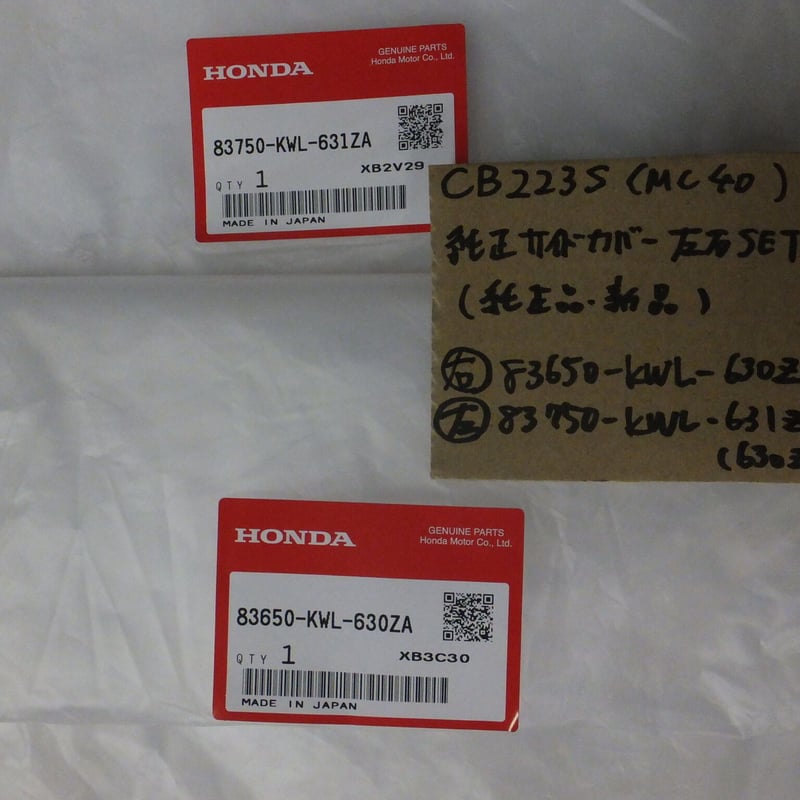 HONDA
GENUINE PARTS
Honda Motor Co., Ltd.
83750-KWL-631ZA
XB2V29
QTY 1
MADE IN JAPAN
CB223S (MC40)
純正サイドカバー左右SET
(純正品・新品)
右 83650-KWL-630Z
左 83750-KWL-631Z
(630Z
HONDA
GENUINE PARTS
Honda Motor Co., Ltd.
83650-KWL-630ZA
QTY 1
XB3C30
MADE IN JAPAN